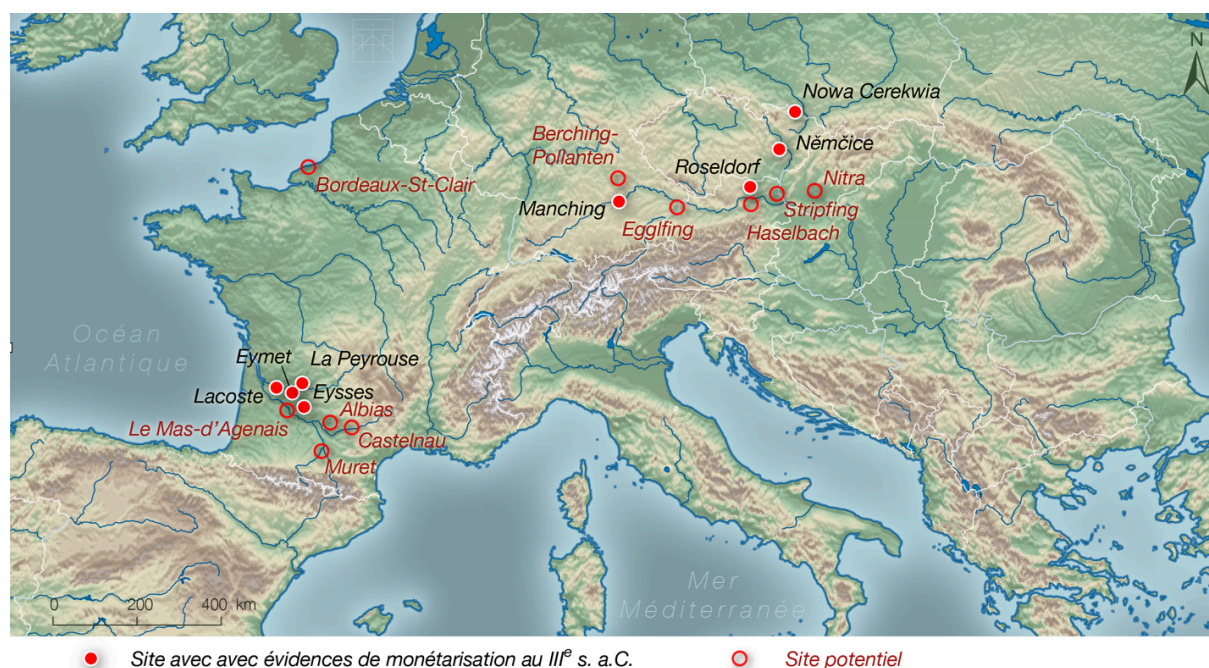 N
Nowa Cerekwia
Berching-
Pollanten
Němčice
Roseldorf
Nitra
Bordeaux-St-Clair
Manching
Stripfing
Egglfing
Haselbach
Océan
Atlantique
Eymet
La Peyrouse
Lacoste
Eysses
Albias
Le Mas-d'Agenais
Castelnau
Muret
Mer
Méditerranée
0 200 400 km
Site avec avec évidences de monétarisation au IIIe s. a.C.
Site potentiel